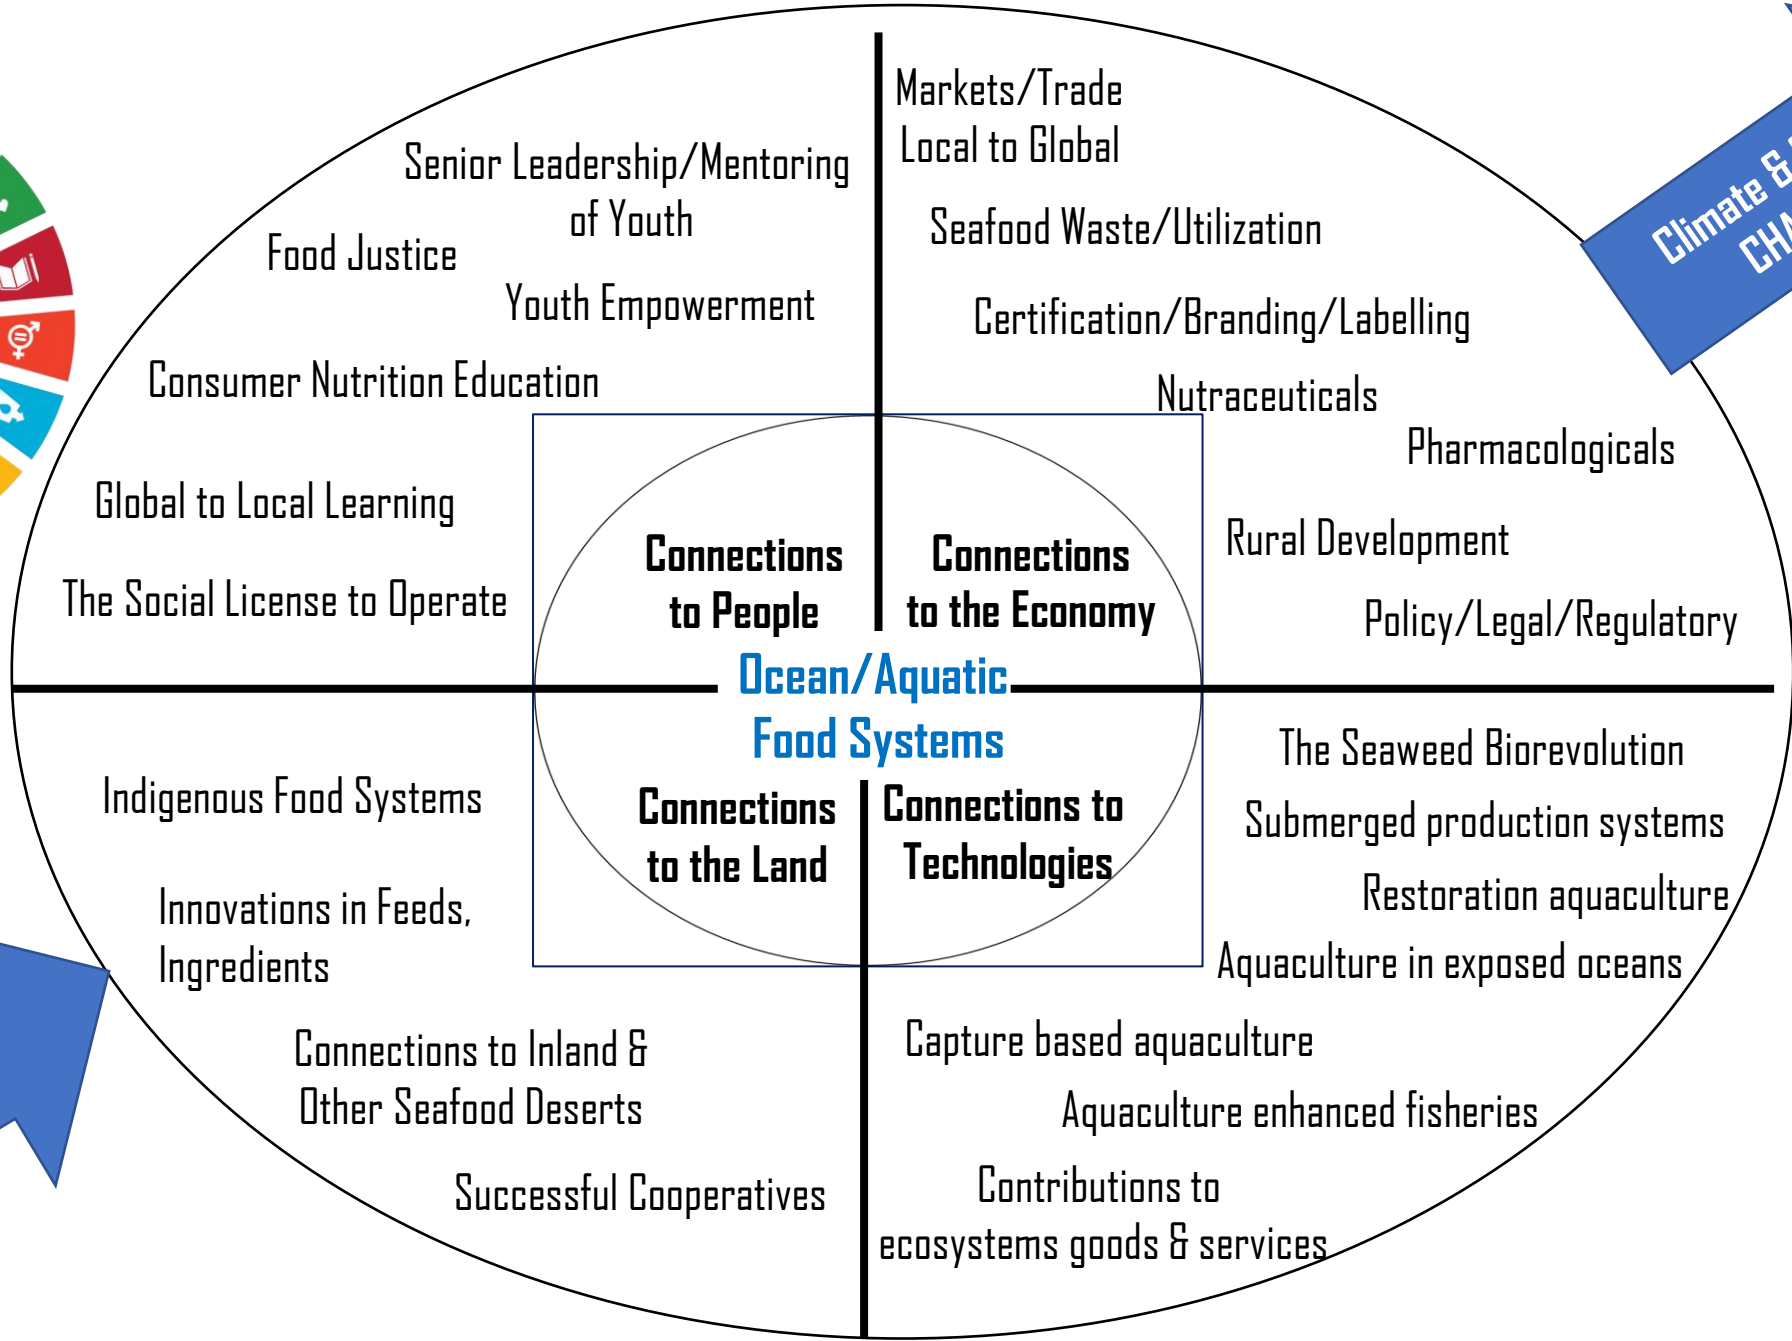 Markets/Trade
Local to Global
Senior Leadership/Mentoring
of Youth
Food Justice
Youth Empowerment
Consumer Nutrition Education
Global to Local Learning
The Social License to Operate
Seafood Waste/Utilization
Certification/Branding/Labelling
Nutraceuticals
Pharmacologicals
Rural Development
Policy/Legal/Regulatory
Climate &
Connections
to People
Connections
to the Economy
Ocean/Aquatic
Food Systems
Connections
to the Land
Connections to
Technologies
Indigenous Food Systems
Innovations in Feeds,
Ingredients
Connections to Inland &
Other Seafood Deserts
Successful Cooperatives
The Seaweed Biorevolution
Submerged production systems
Restoration aquaculture
Aquaculture in exposed oceans
Capture based aquaculture
Aquaculture enhanced fisheries
Contributions to
ecosystems goods & services